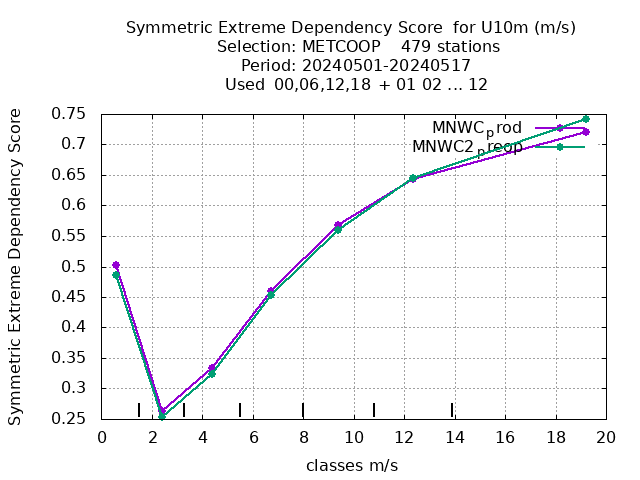 Symmetric Extreme Dependency Score for U10m (m/s)
Selection: METCOOP 479 stations
Period: 20240501-20240517
Used 00,06,12,18 + 01 02 ... 12
Symmetric Extreme Dependency Score
0.75
0.7
0.65
0.6
0.55
0.5
0.45
0.4
0.35
0.3
0.25
MNWCprod
MNWC2preop
0 2 4 6 8 10 12 14 16 18 20
classes m/s